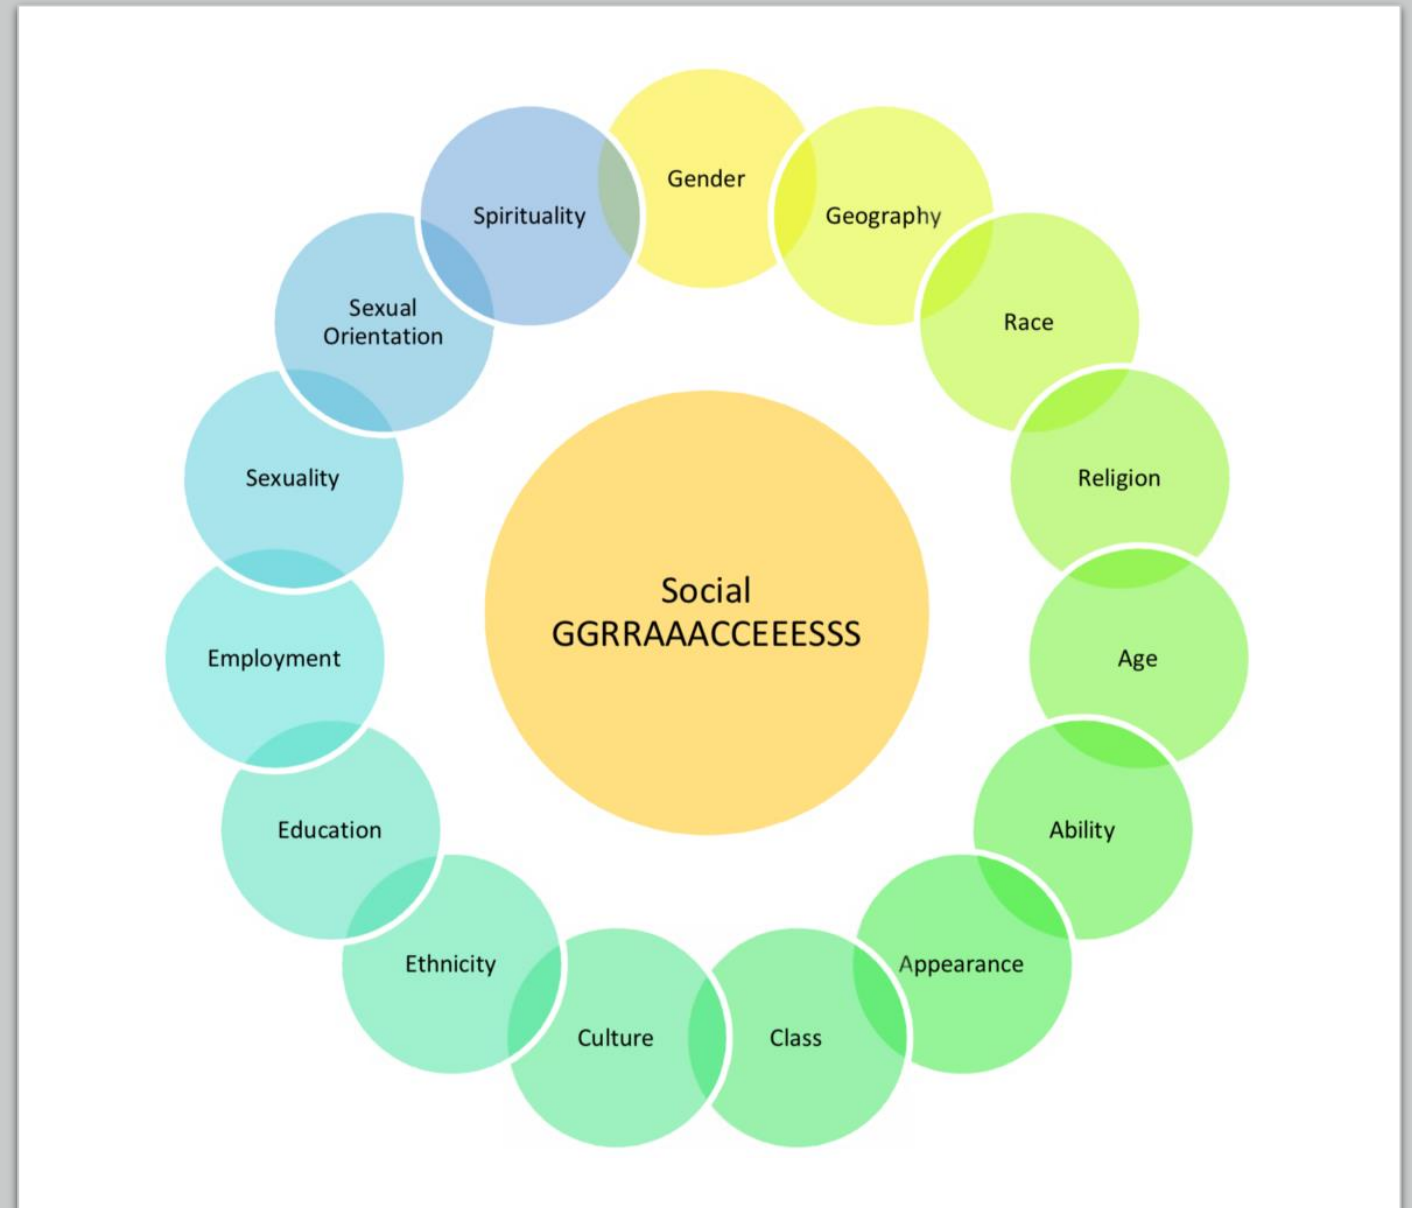 Gender
Geography
Race
Religion
Age
Ability
Appearance
Class
Culture
Ethnicity
Education
Employment
Sexuality
Sexual
Orientation
Spirituality
Social
GGRRAAACCEEESSS